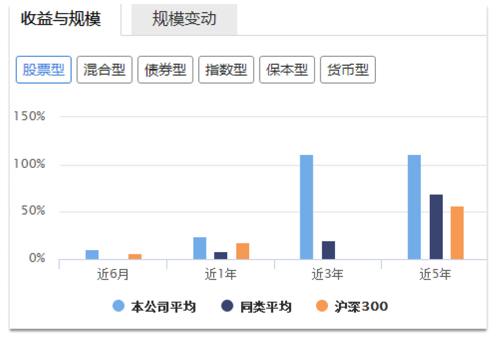 收益与规模 规模变动
股票型 混合型 债券型 指数型 保本型 货币型
150%
100%
50%
0%
近6月 近1年 近3年 近5年
本公司平均 同类平均 沪深300